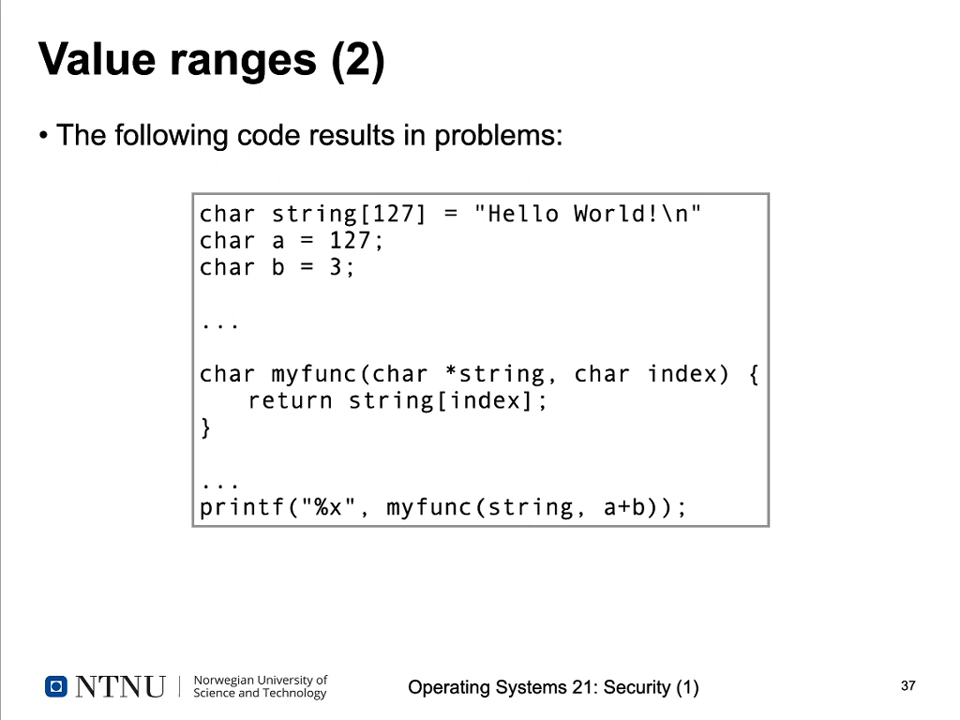 Value ranges (2)
• The following code results in problems:
char string[127] = "Hello World!\n"
char a = 127;
char b = 3;
...
char myfunc(char *string, char index) {
return string[index];
}
...
printf("%x", myfunc(string, a+b));
NTNU
Norwegian University of
Science and Technology
Operating Systems 21: Security (1)
37